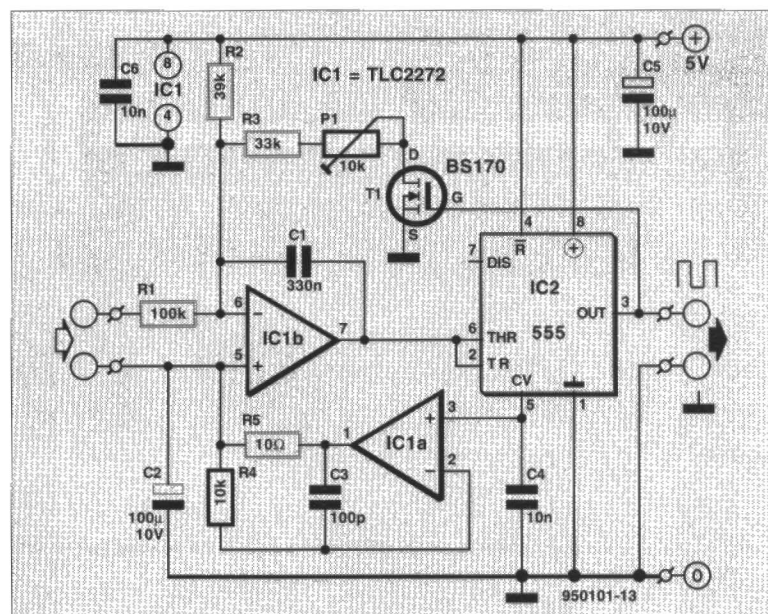 R2
39k
C6
10n
8
IC1
4
IC1 = TLC2272
C5
100µ
10V
+
5V
R3
33k
P1
10k
D
BS170
T1
G
S
C1
330n
4
8
R
+
7
DIS
IC2
555
OUT
3
6
THR
2
TR
CV
5
1
R1
100k
6
−
IC1b
7
5
+
R5
10Ω
1
IC1a
+
3
−
2
C2
100µ
10V
10k
R4
C3
100p
C4
10n
950101-13
0